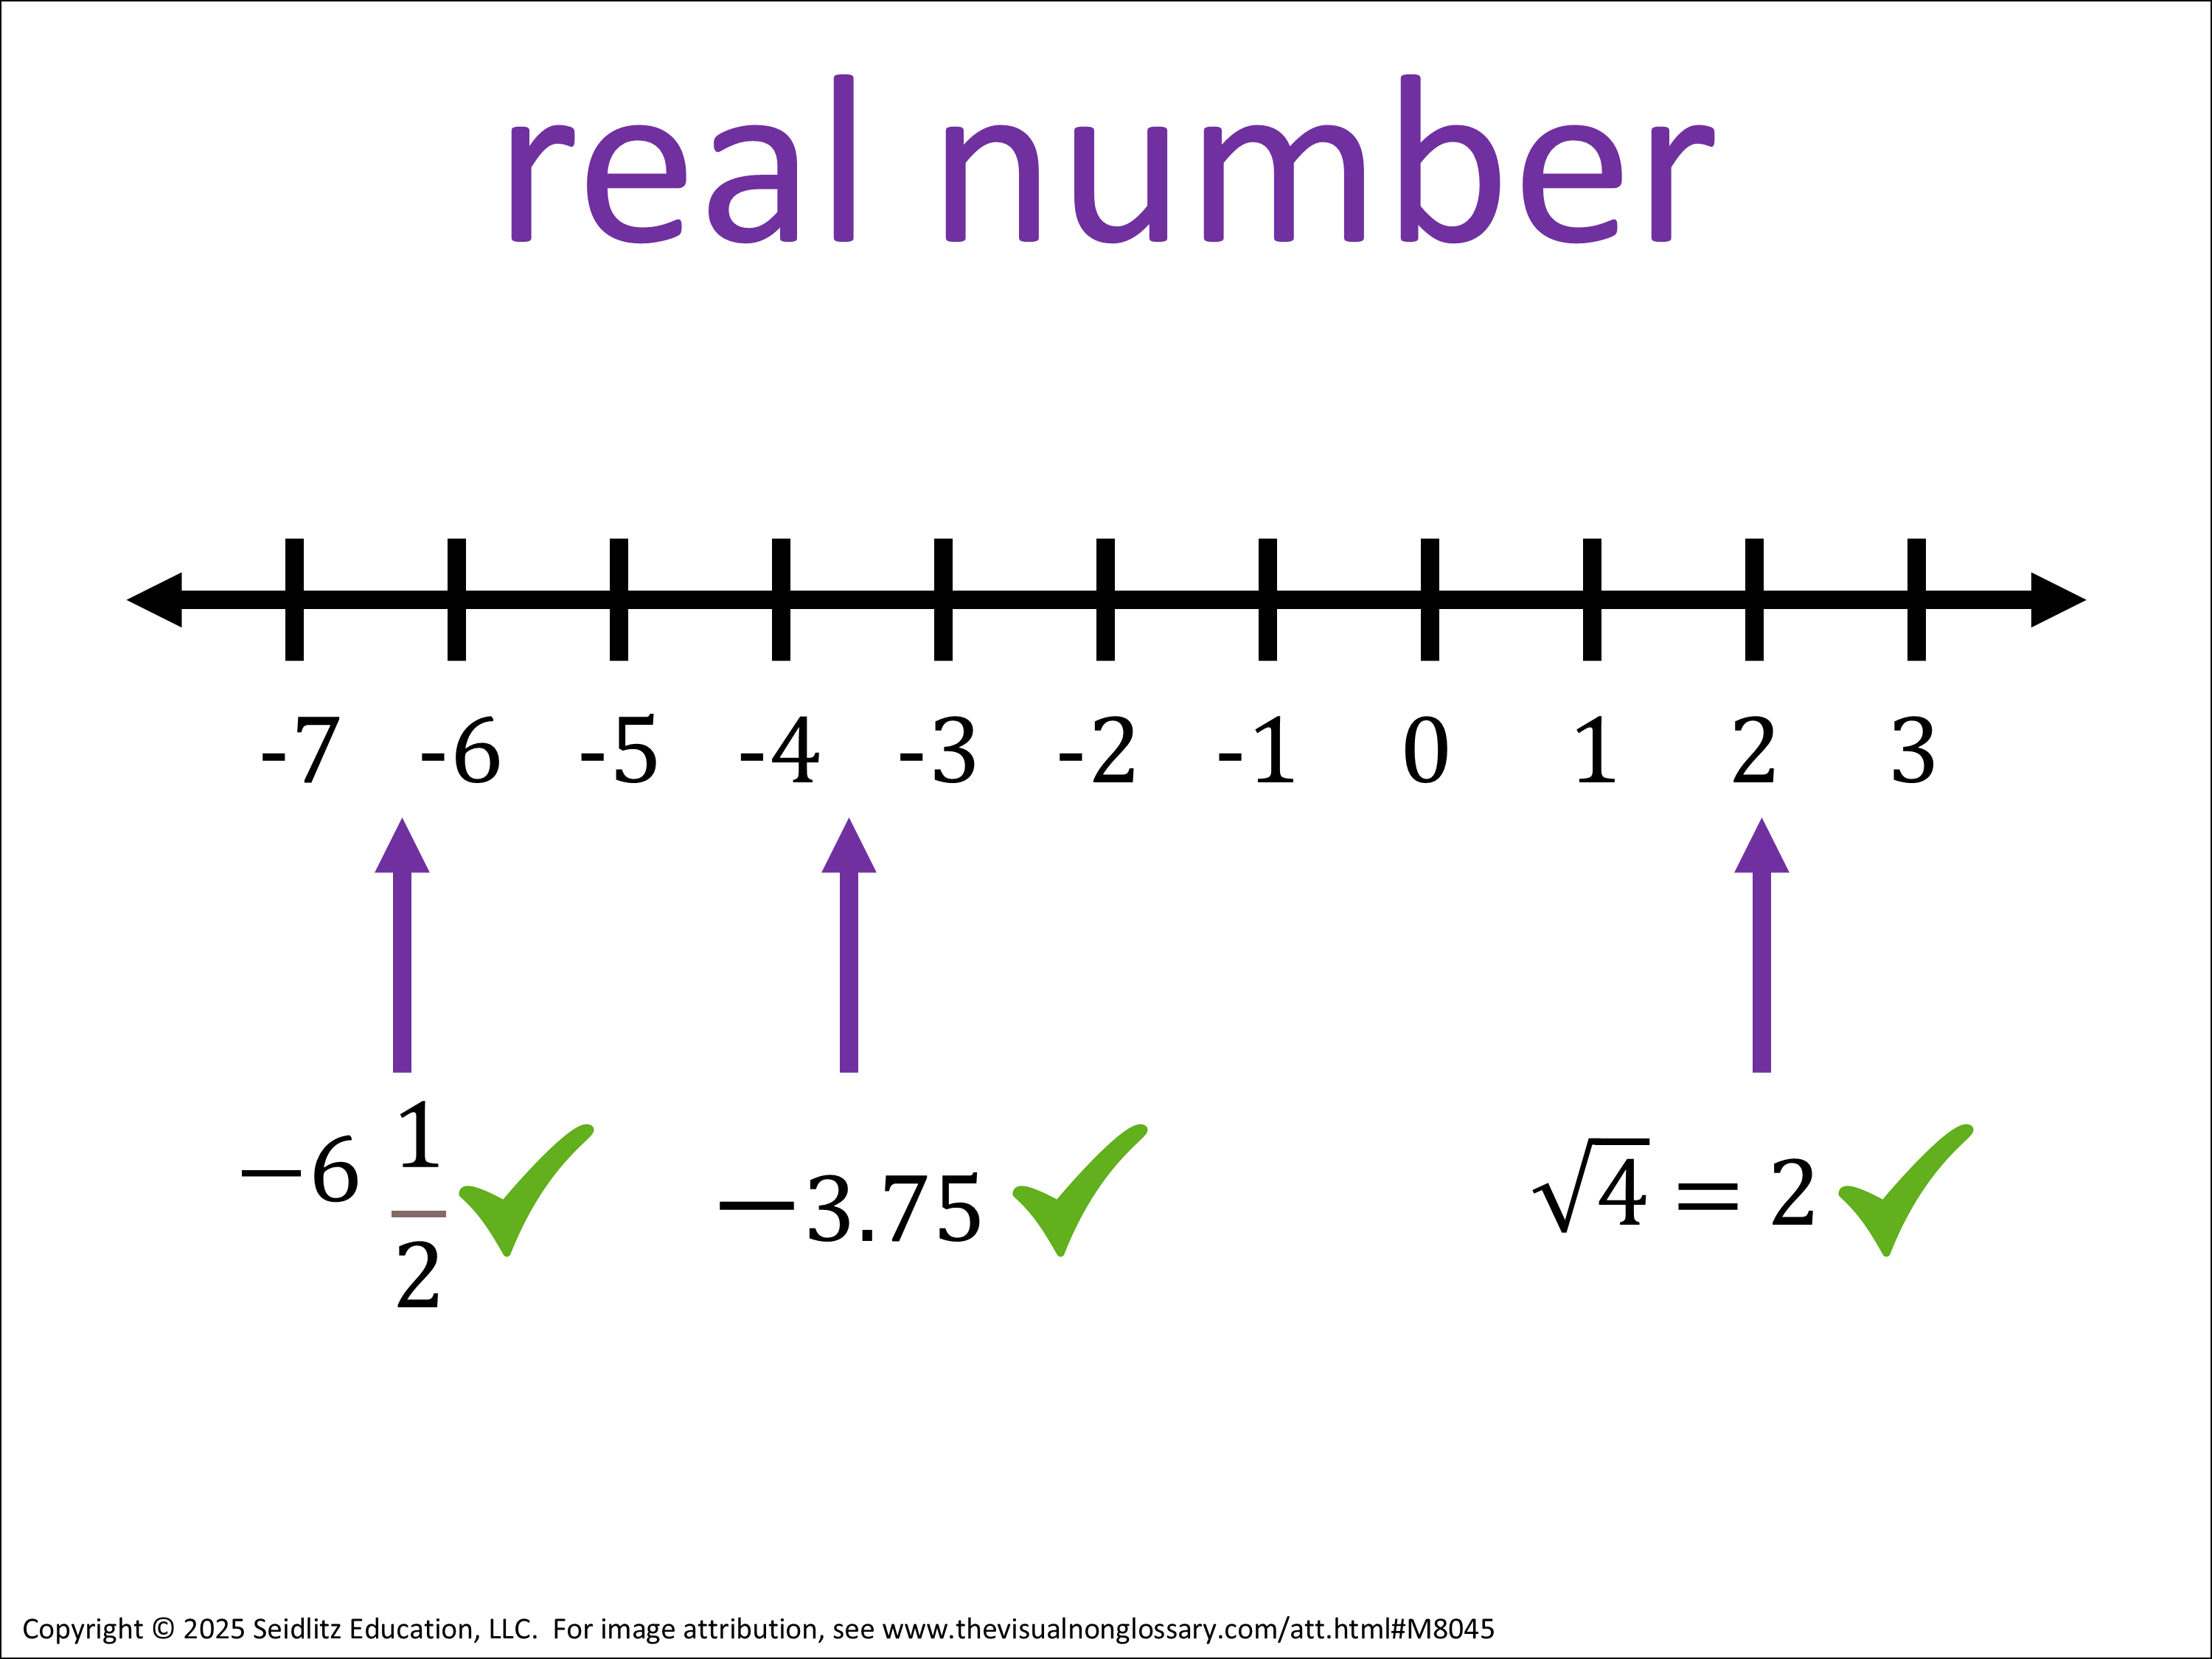 real number
-7 -6 -5 -4 -3 -2 -1 0 1 2 3
−6 1/2 −3.75 √4 = 2
Copyright © 2025 Seidlitz Education, LLC. For image attribution, see www.thevisualnonglossary.com/att.html#M8045